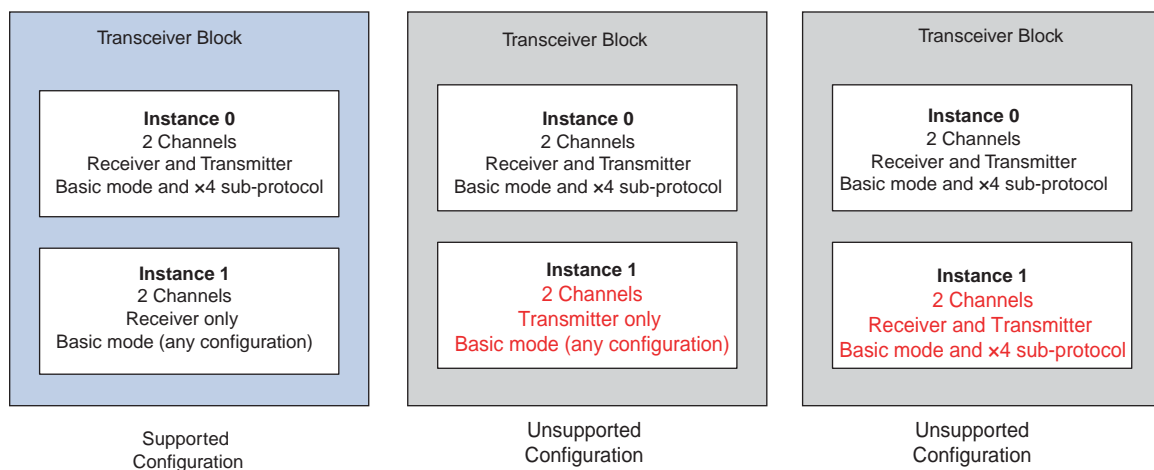 Transceiver Block
Instance 0
2 Channels
Receiver and Transmitter
Basic mode and ×4 sub-protocol
Instance 1
2 Channels
Receiver only
Basic mode (any configuration)
Supported
Configuration
Transceiver Block
Instance 0
2 Channels
Receiver and Transmitter
Basic mode and ×4 sub-protocol
Instance 1
2 Channels
Transmitter only
Basic mode (any configuration)
Unsupported
Configuration
Transceiver Block
Instance 0
2 Channels
Receiver and Transmitter
Basic mode and ×4 sub-protocol
Instance 1
2 Channels
Receiver and Transmitter
Basic mode and ×4 sub-protocol
Unsupported
Configuration